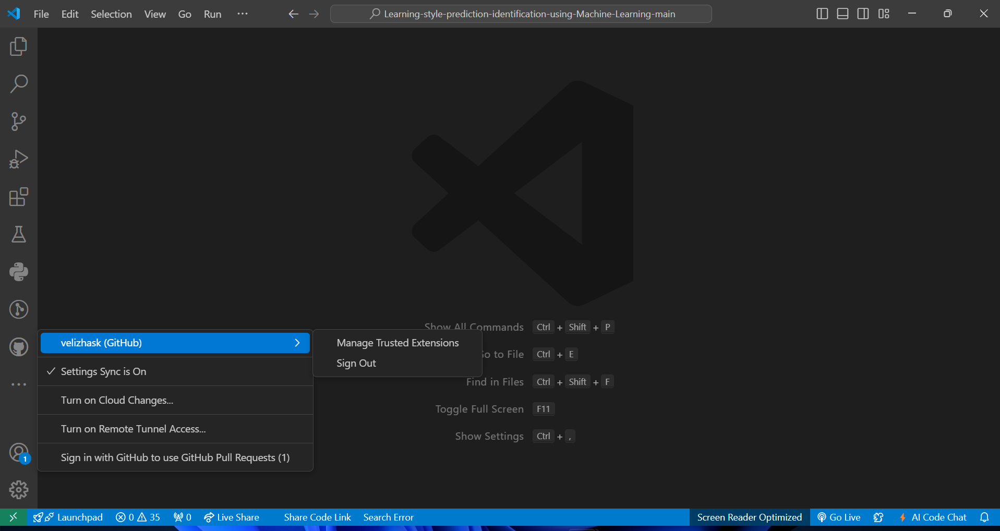 File Edit Selection View Go Run ···
Learning-style-prediction-identification-using-Machine-Learning-main
Show All Commands Ctrl + Shift + P
velizhask (GitHub)
Manage Trusted Extensions
Go to File Ctrl + E
Sign Out
Settings Sync is On
Find in Files Ctrl + Shift + F
Turn on Cloud Changes...
Toggle Full Screen F11
Turn on Remote Tunnel Access...
Show Settings Ctrl + ,
Sign in with GitHub to use GitHub Pull Requests (1)
1
Launchpad 0 35 0 Live Share Share Code Link Search Error Screen Reader Optimized Go Live AI Code Chat